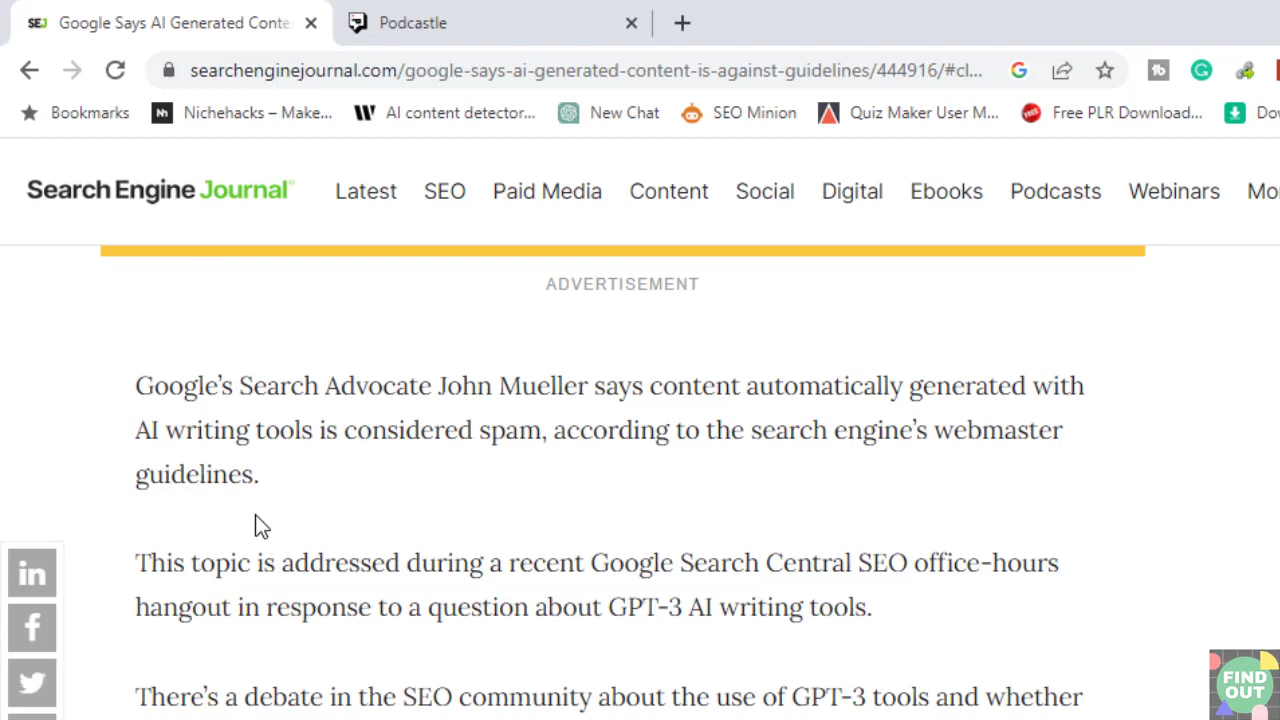 SEJ Google Says AI Generated Conte
Podcastle
searchenginejournal.com/google-says-ai-generated-content-is-against-guidelines/444916/#cl...
Bookmarks Nichehacks – Make... AI content detector... New Chat SEO Minion Quiz Maker User M... Free PLR Download... Dov
Search Engine Journal
Latest SEO Paid Media Content Social Digital Ebooks Podcasts Webinars Mo
ADVERTISEMENT
Google’s Search Advocate John Mueller says content automatically generated with
AI writing tools is considered spam, according to the search engine’s webmaster
guidelines.
This topic is addressed during a recent Google Search Central SEO office-hours
hangout in response to a question about GPT-3 AI writing tools.
There’s a debate in the SEO community about the use of GPT-3 tools and whether
FIND
OUT